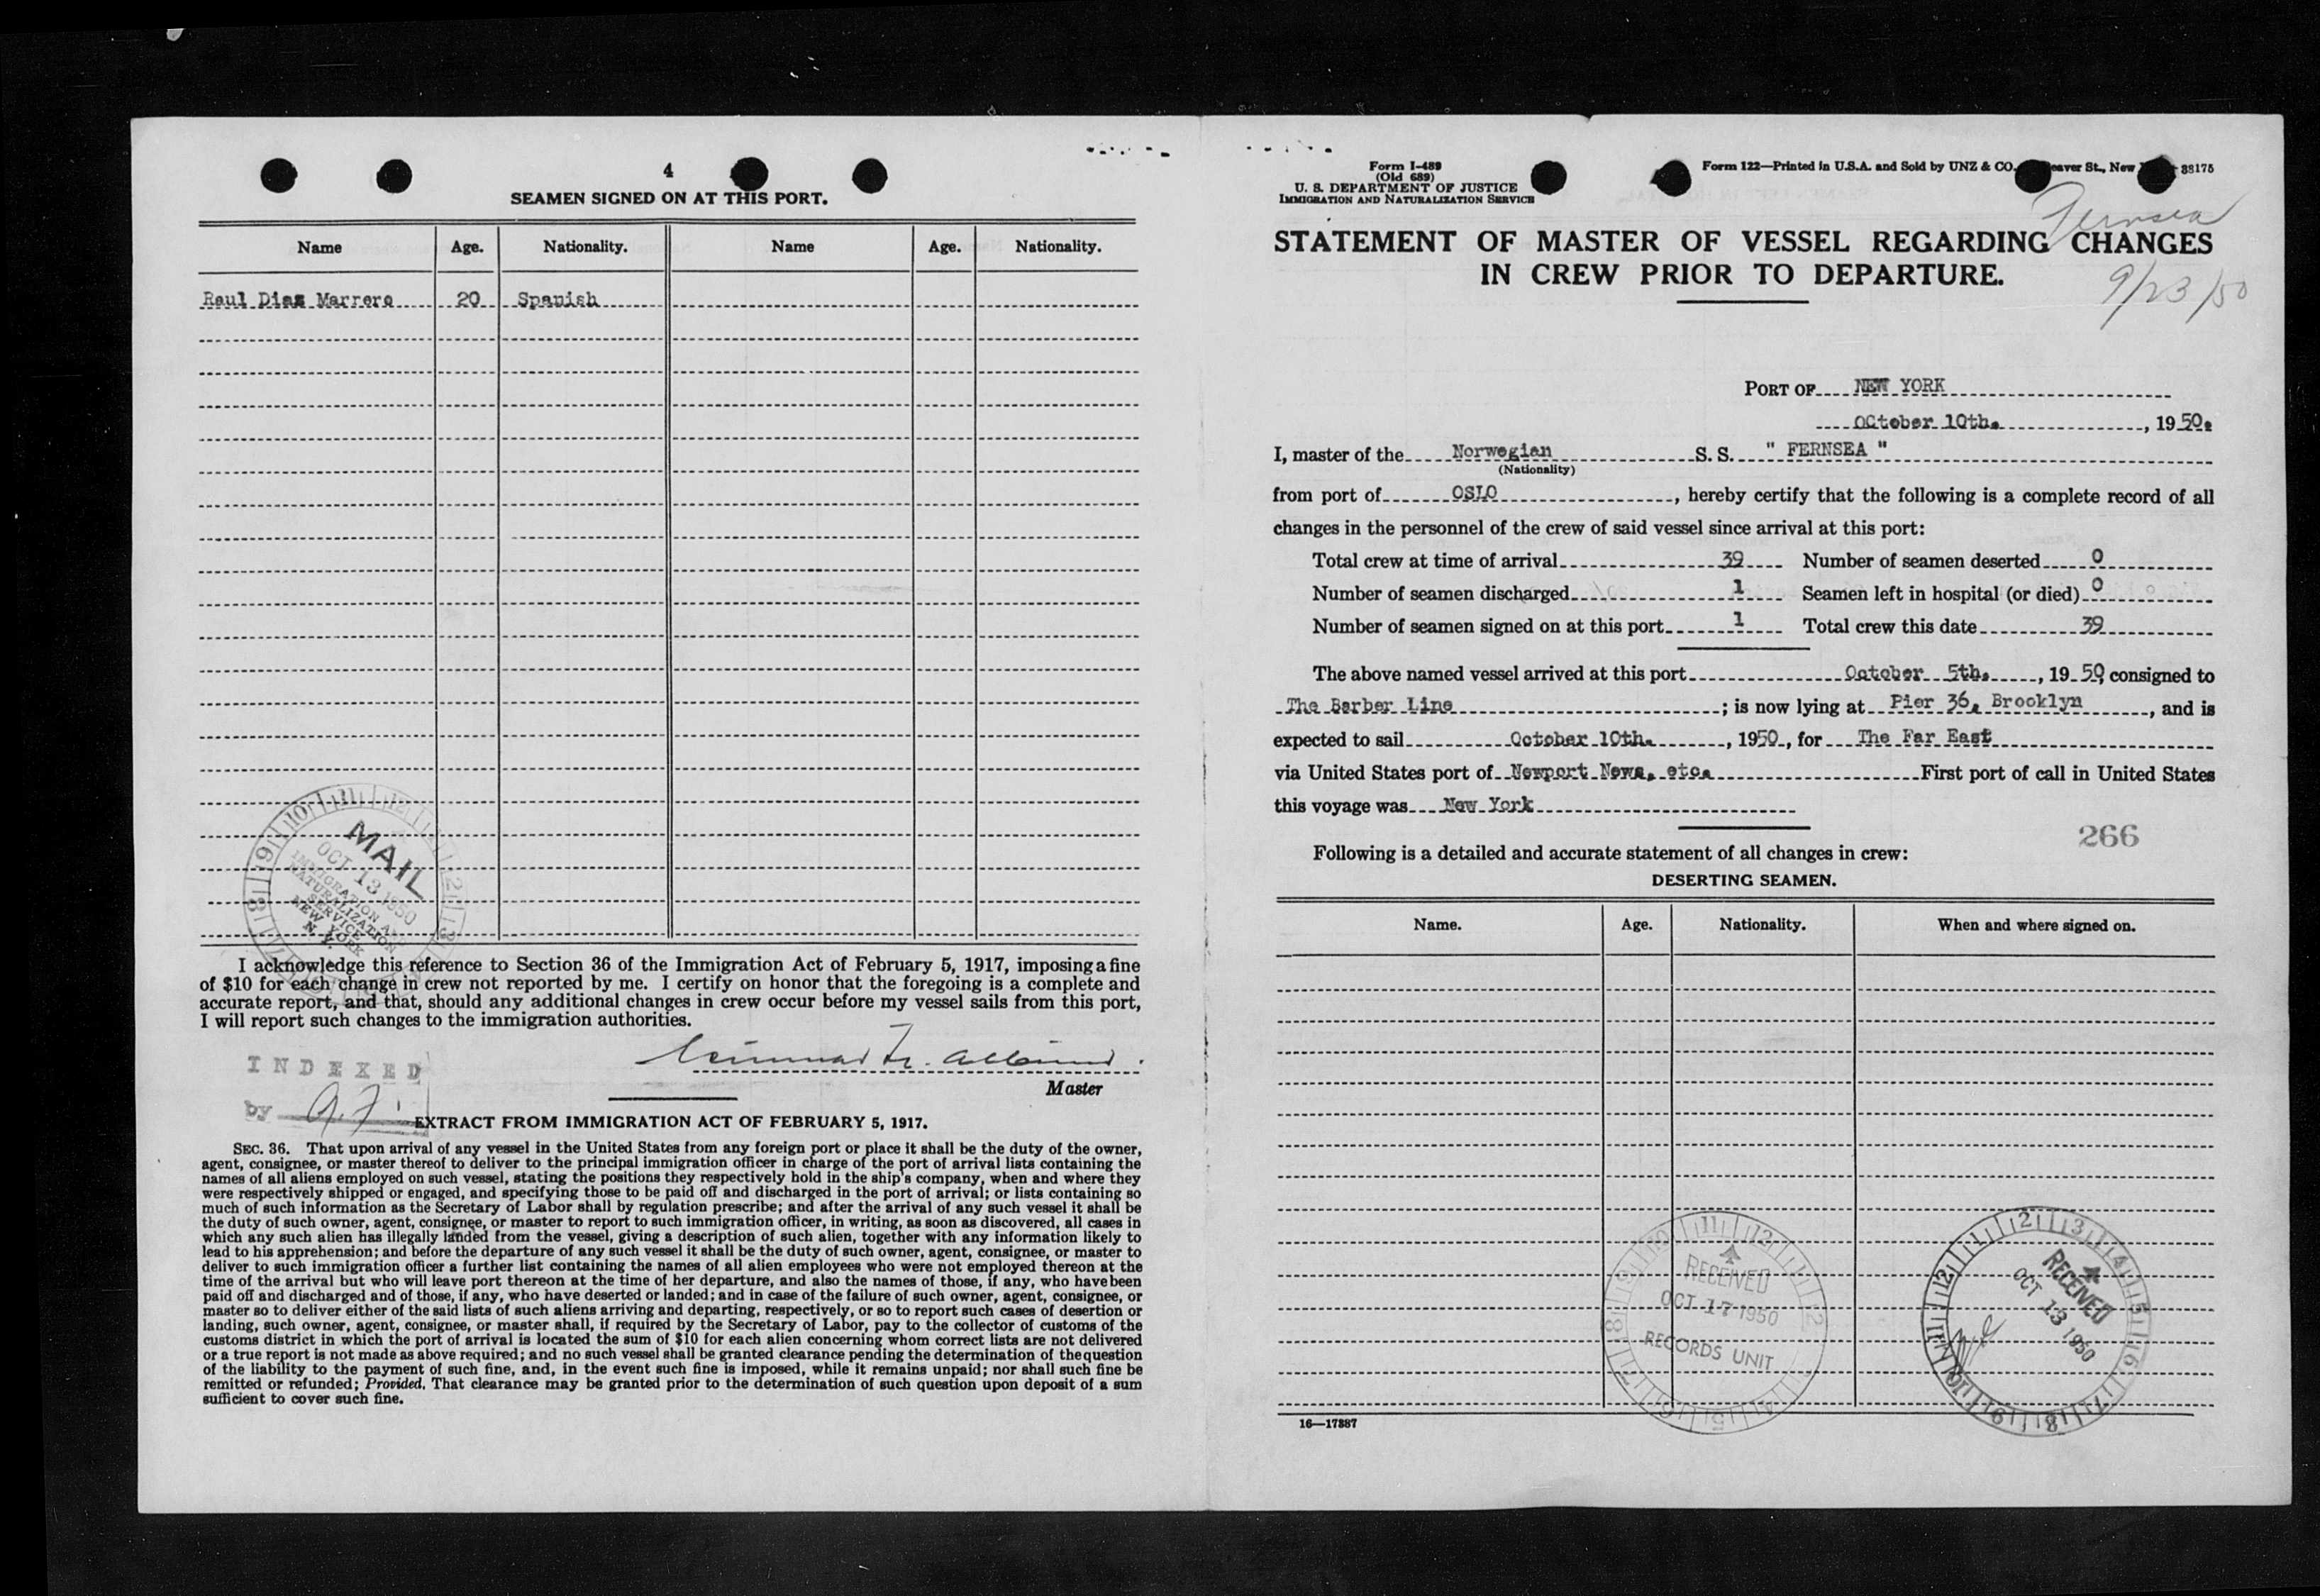 4
SEAMEN SIGNED ON AT THIS PORT.
Name Age. Nationality. Name Age. Nationality.
Raul Diaz Marrero 20 Spanish
MAIL
OCT 13 1950
IMMIGRATION AND
NATURALIZATION
SERVICE
NEW YORK
N. Y.
I acknowledge this reference to Section 36 of the Immigration Act of February 5, 1917, imposing a fine
of $10 for each change in crew not reported by me. I certify on honor that the foregoing is a complete and
accurate report, and that, should any additional changes in crew occur before my vessel sails from this port,
I will report such changes to the immigration authorities.
INDEXED
by
Master
EXTRACT FROM IMMIGRATION ACT OF FEBRUARY 5, 1917.
SEC. 36. That upon arrival of any vessel in the United States from any foreign port or place it shall be the duty of the owner,
agent, consignee, or master thereof to deliver to the principal immigration officer in charge of the port of arrival lists containing the
names of all aliens employed on such vessel, stating the positions they respectively hold in the ship's company, when and where they
were respectively shipped or engaged, and specifying those to be paid off and discharged in the port of arrival; or lists containing so
much of such information as the Secretary of Labor shall by regulation prescribe; and after the arrival of any such vessel it shall be
the duty of such owner, agent, consignee, or master to report to such immigration officer, in writing, as soon as discovered, all cases in
which any such alien has illegally landed from the vessel, giving a description of such alien, together with any information likely to
lead to his apprehension; and before the departure of any such vessel it shall be the duty of such owner, agent, consignee, or master to
deliver to such immigration officer a further list containing the names of all alien employees who were not employed thereon at the
time of the arrival but who will leave port thereon at the time of her departure, and also the names of those, if any, who have been
paid off and discharged and of those, if any, who have deserted or landed; and in case of the failure of such owner, agent, consignee, or
master so to deliver either of the said lists of such aliens arriving and departing, respectively, or so to report such cases of desertion or
landing, such owner, agent, consignee, or master shall, if required by the Secretary of Labor, pay to the collector of customs of the
customs district in which the port of arrival is located the sum of $10 for each alien concerning whom correct lists are not delivered
or a true report is not made as above required; and no such vessel shall be granted clearance pending the determination of the question
of the liability to the payment of such fine, and, in the event such fine is imposed, while it remains unpaid; nor shall such fine be
remitted or refunded; Provided, That clearance may be granted prior to the determination of such question upon deposit of a sum
sufficient to cover such fine.
Form I-489
(Old 689)
U. S. DEPARTMENT OF JUSTICE
IMMIGRATION AND NATURALIZATION SERVICE
Form 122—Printed in U.S.A. and Sold by UNZ & CO. eaver St., New 38175
Fernsea
STATEMENT OF MASTER OF VESSEL REGARDING CHANGES
IN CREW PRIOR TO DEPARTURE.
9/23/50
PORT OF NEW YORK
OCtober 10th. , 19 50.
I, master of the Norwegian S. S. " FERNSEA "
(Nationality)
from port of OSLO , hereby certify that the following is a complete record of all
changes in the personnel of the crew of said vessel since arrival at this port:
Total crew at time of arrival 39 Number of seamen deserted 0
Number of seamen discharged 1 Seamen left in hospital (or died) 0
Number of seamen signed on at this port 1 Total crew this date 39
The above named vessel arrived at this port October 5th. , 19 50, consigned to
The Barber Line ; is now lying at Pier 36, Brooklyn , and is
expected to sail October 10th. , 1950 , for The Far East
via United States port of Newport News, etc. First port of call in United States
this voyage was New York
266
Following is a detailed and accurate statement of all changes in crew:
DESERTING SEAMEN.
Name. Age. Nationality. When and where signed on.
RECEIVED
OCT 17 1950
RECORDS UNIT
RECEIVED
OCT 13 1950
16—17887